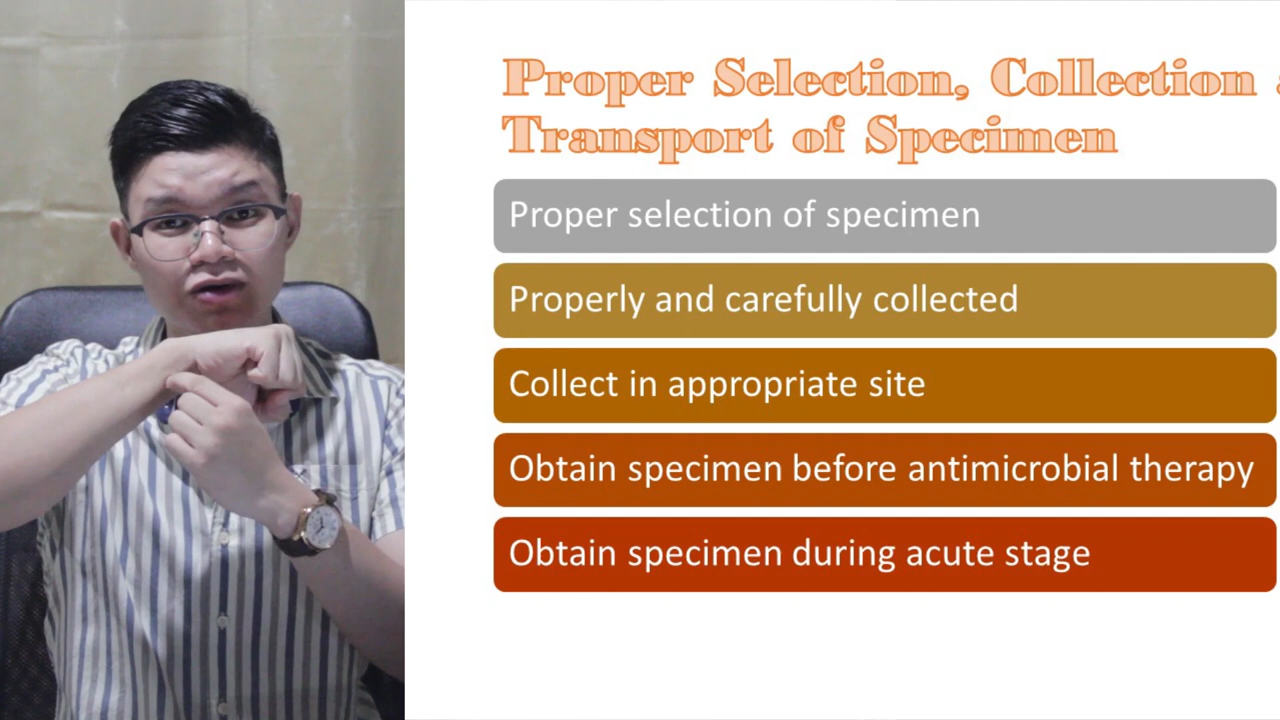 Proper Selection, Collection
Transport of Specimen
Proper selection of specimen
Properly and carefully collected
Collect in appropriate site
Obtain specimen before antimicrobial therapy
Obtain specimen during acute stage